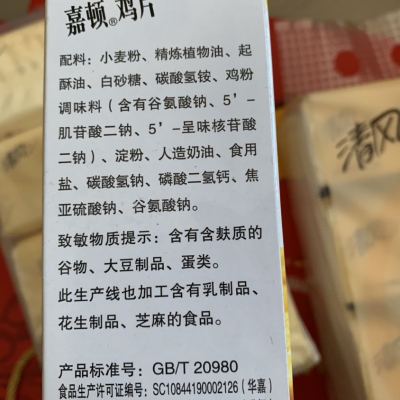 嘉顿®鸡片
配料：小麦粉、精炼植物油、起
酥油、白砂糖、碳酸氢铵、鸡粉
调味料（含有谷氨酸钠、5′-
肌苷酸二钠、5′-呈味核苷酸
二钠）、淀粉、人造奶油、食用
盐、碳酸氢钠、磷酸二氢钙、焦
亚硫酸钠、谷氨酸钠。
致敏物质提示：含有含麸质的
谷物、大豆制品、蛋类。
此生产线也加工含有乳制品、
花生制品、芝麻的食品。
产品标准号：GB/T 20980
食品生产许可证编号：SC10844190002126（华嘉）
清风